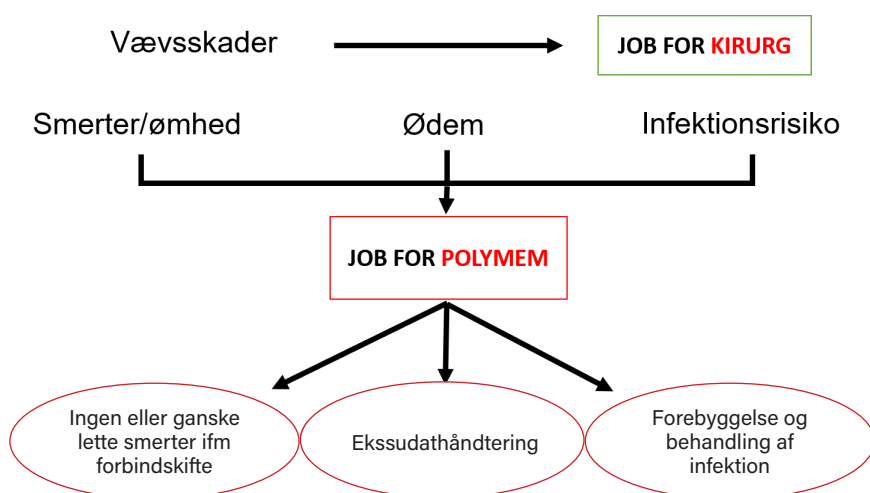 Vævsskader
JOB FOR KIRURG
Smerter/ømhed
Ødem
Infektionsrisiko
JOB FOR POLYMEM
Ingen eller ganske
lette smerter ifm
forbindskifte
Ekssudathåndtering
Forebyggelse og
behandling af
infektion